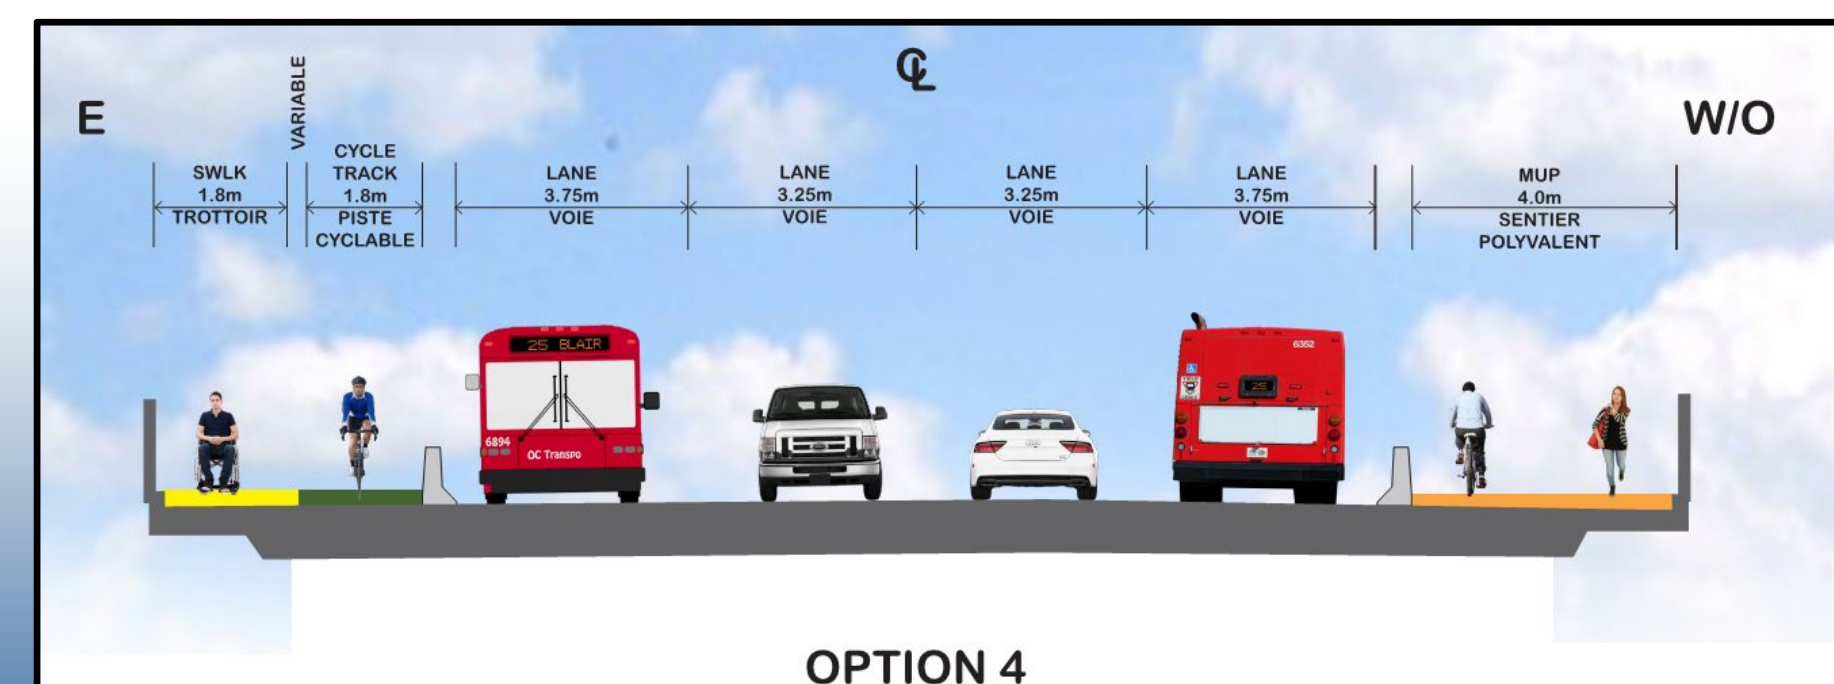 CL
E
W/O
VARIABLE
SWLK
1.8m
TROTTOIR
CYCLE
TRACK
1.8m
PISTE
CYCLABLE
LANE
3.75m
VOIE
LANE
3.25m
VOIE
LANE
3.25m
VOIE
LANE
3.75m
VOIE
MUP
4.0m
SENTIER
POLYVALENT
25 BLAIR
6894
OC Transpo
6352
25
OPTION 4